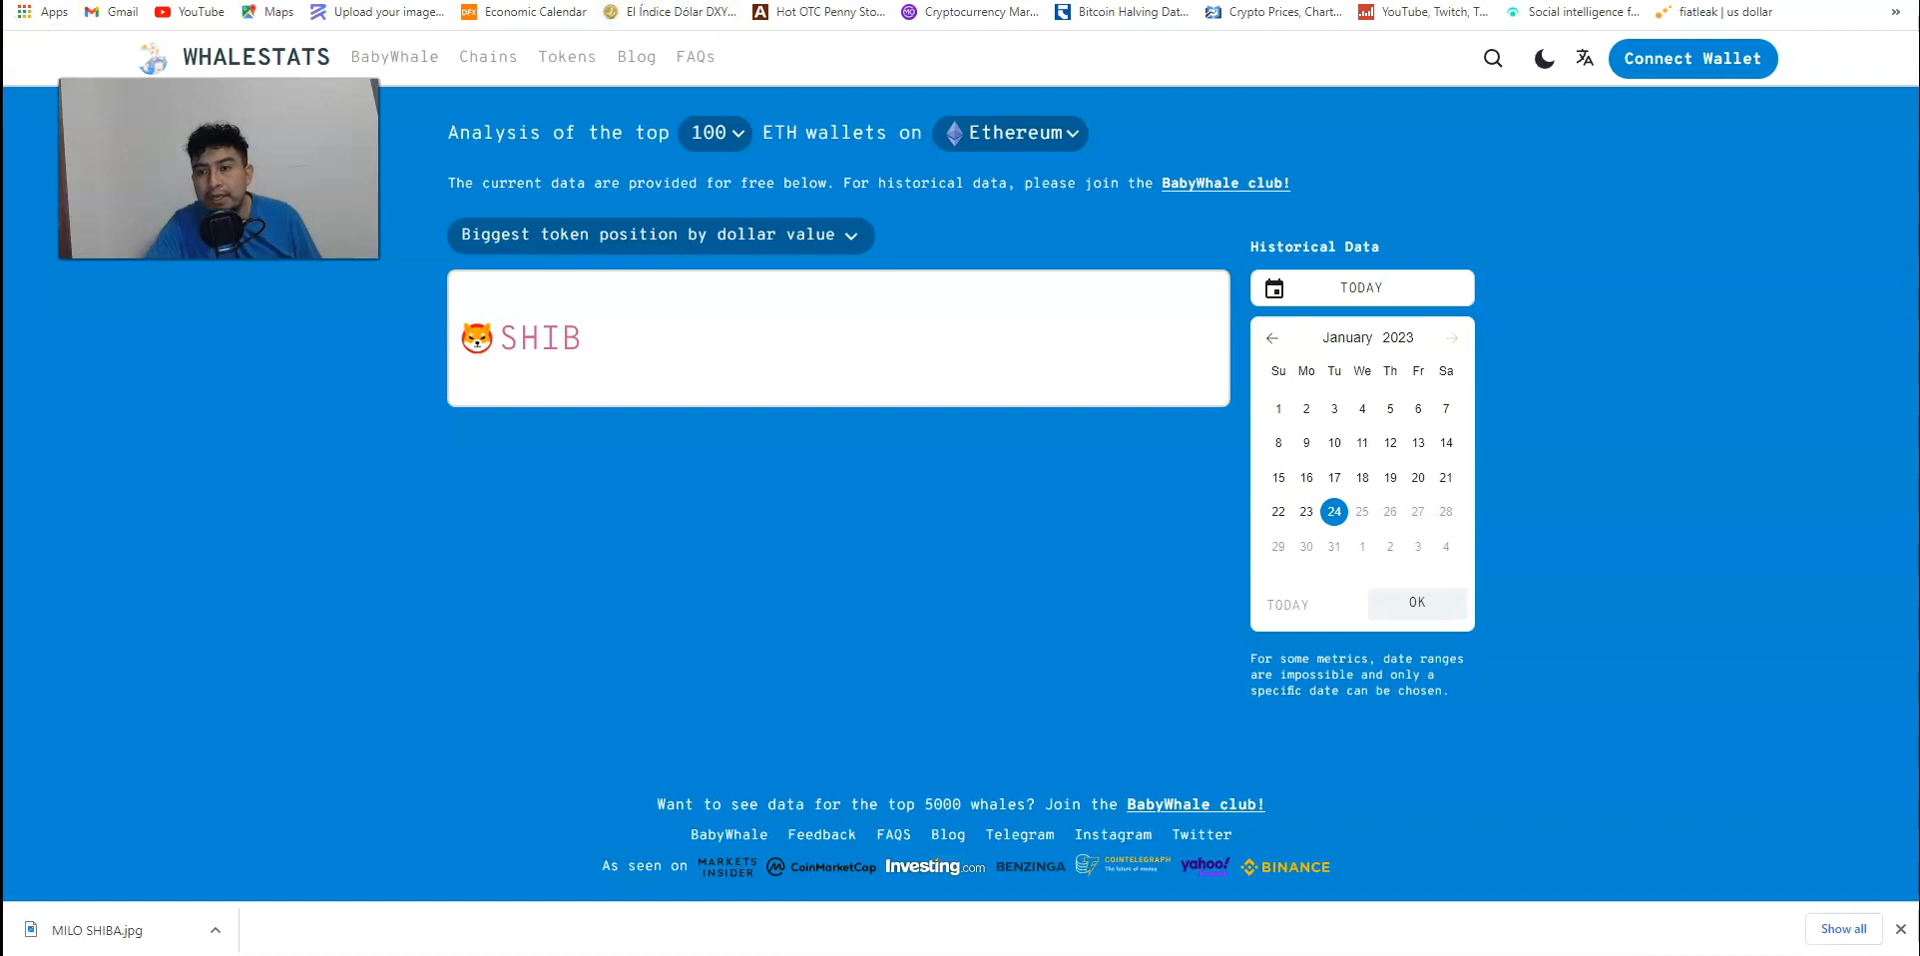 Apps Gmail YouTube Maps Upload your image... Economic Calendar El Índice Dólar DXY... Hot OTC Penny Sto... Cryptocurrency Mar... Bitcoin Halving Dat... Crypto Prices, Chart... YouTube, Twitch, T... Social intelligence f... fiatleak | us dollar »
WHALESTATS BabyWhale Chains Tokens Blog FAQs Connect Wallet
Analysis of the top 100 ETH wallets on Ethereum
The current data are provided for free below. For historical data, please join the BabyWhale club!
Biggest token position by dollar value
SHIB
Historical Data
TODAY
January 2023
Su Mo Tu We Th Fr Sa
1 2 3 4 5 6 7
8 9 10 11 12 13 14
15 16 17 18 19 20 21
22 23 24 25 26 27 28
29 30 31 1 2 3 4
TODAY OK
For some metrics, date ranges
are impossible and only a
specific date can be chosen.
Want to see data for the top 5000 whales? Join the BabyWhale club!
BabyWhale Feedback FAQS Blog Telegram Instagram Twitter
As seen on MARKETS INSIDER CoinMarketCap Investing.com BENZINGA COINTELEGRAPH The future of money yahoo! BINANCE
MILO SHIBA.jpg Show all